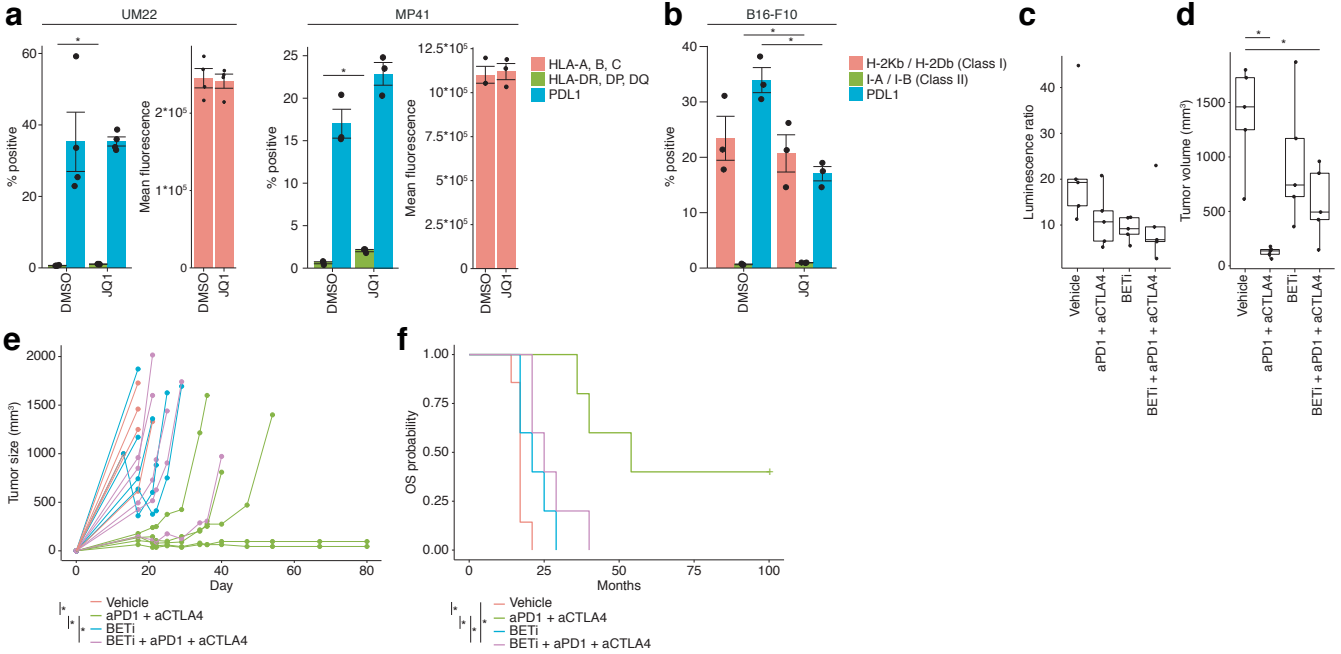 a
UM22
MP41
% positive
60
40
20
0
DMSO
JQ1
*
Mean fluorescence
2*10⁵
1*10⁵
0
DMSO
JQ1
% positive
25
20
15
10
5
0
DMSO
JQ1
*
Mean fluorescence
12.5*10⁵
10*10⁵
7.5*10⁵
5*10⁵
2.5*10⁵
0
DMSO
JQ1
HLA-A, B, C
HLA-DR, DP, DQ
PDL1
b
B16-F10
% positive
40
30
20
10
0
DMSO
JQ1
*
*
H-2Kb / H-2Db (Class I)
I-A / I-B (Class II)
PDL1
c
Luminescence ratio
40
30
20
10
Vehicle
aPD1 + aCTLA4
BETi
BETi + aPD1 + aCTLA4
d
Tumor volume (mm³)
1500
1000
500
0
*
*
Vehicle
aPD1 + aCTLA4
BETi
BETi + aPD1 + aCTLA4
e
Tumor size (mm³)
2000
1500
1000
500
0
0 20 40 60 80
Day
Vehicle
aPD1 + aCTLA4
BETi
BETi + aPD1 + aCTLA4
*
*
*
f
OS probability
1.00
0.75
0.50
0.25
0.00
0 25 50 75 100
Months
Vehicle
aPD1 + aCTLA4
BETi
BETi + aPD1 + aCTLA4
*
*
*
*